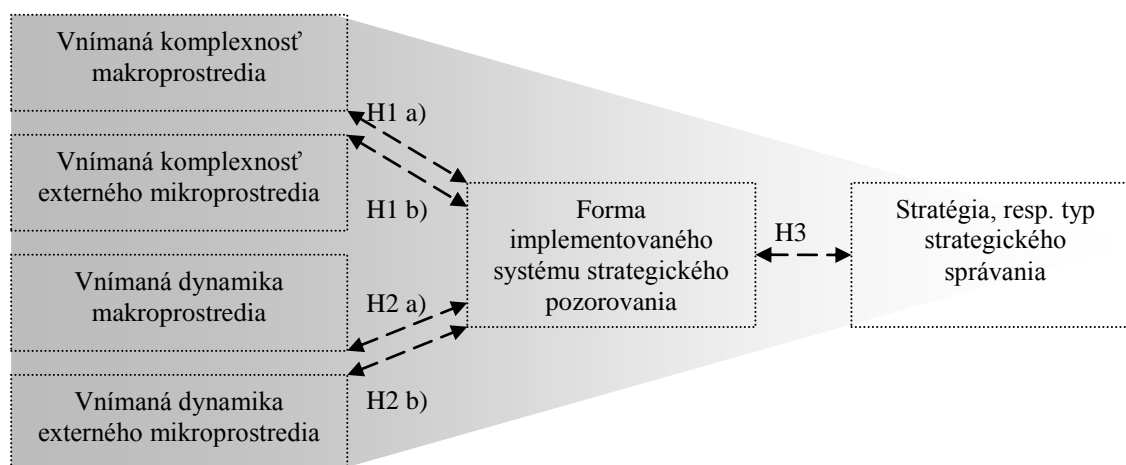 Vnímaná komplexnosť
makroprostredia
H1 a)
Vnímaná komplexnosť
externého mikroprostredia
H1 b)
Vnímaná dynamika
makroprostredia
H2 a)
Vnímaná dynamika
externého mikroprostredia
H2 b)
Forma
implementovaného
systému strategického
pozorovania
H3
Stratégia, resp. typ
strategického
správania